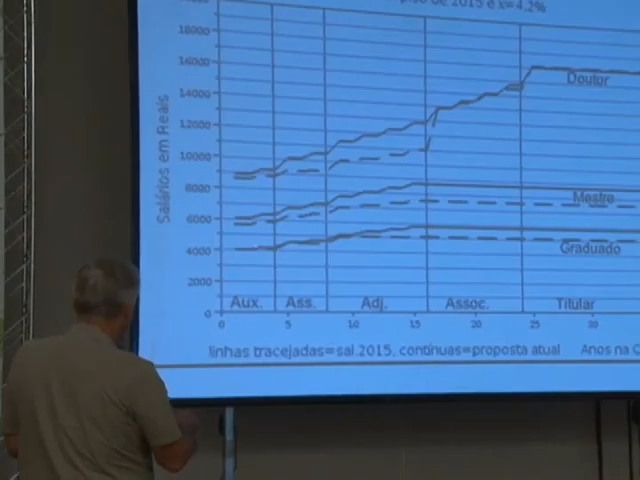 piso de 2015 e k=4.2%
18000
16000
14000
12000
10000
8000
6000
4000
2000
0
Salários em Reais
Doutor
Mestre
Graduado
Aux. Ass. Adj. Assoc. Titular
0 5 10 15 20 25 30
linhas tracejadas=sal.2015, contínuas=proposta atual Anos na